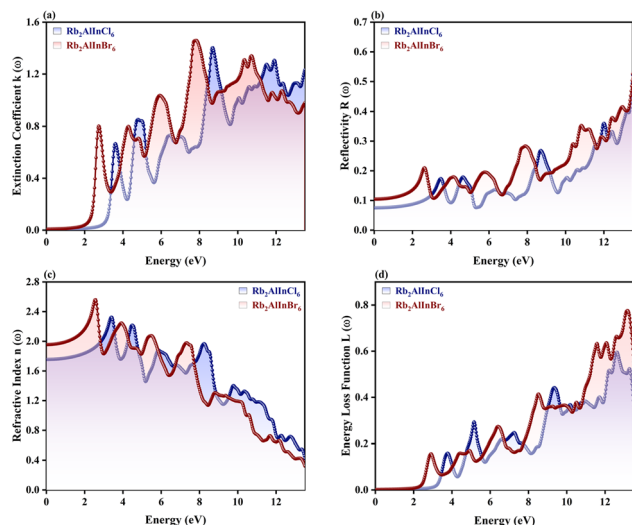 (a)
Rb₂AlInCl₆
Rb₂AlInBr₆
Extinction Coefficient k (ω)
1.6
1.2
0.8
0.4
0.0
0 2 4 6 8 10 12
Energy (eV)
(b)
Rb₂AlInCl₆
Rb₂AlInBr₆
Reflectivity R (ω)
0.7
0.6
0.5
0.4
0.3
0.2
0.1
0.0
0 2 4 6 8 10 12
Energy (eV)
(c)
Rb₂AlInCl₆
Rb₂AlInBr₆
Refractive Index n (ω)
2.8
2.4
2.0
1.6
1.2
0.8
0.4
0.0
0 2 4 6 8 10 12
Energy (eV)
(d)
Rb₂AlInCl₆
Rb₂AlInBr₆
Energy Loss Function L (ω)
0.8
0.6
0.4
0.2
0.0
0 2 4 6 8 10 12
Energy (eV)